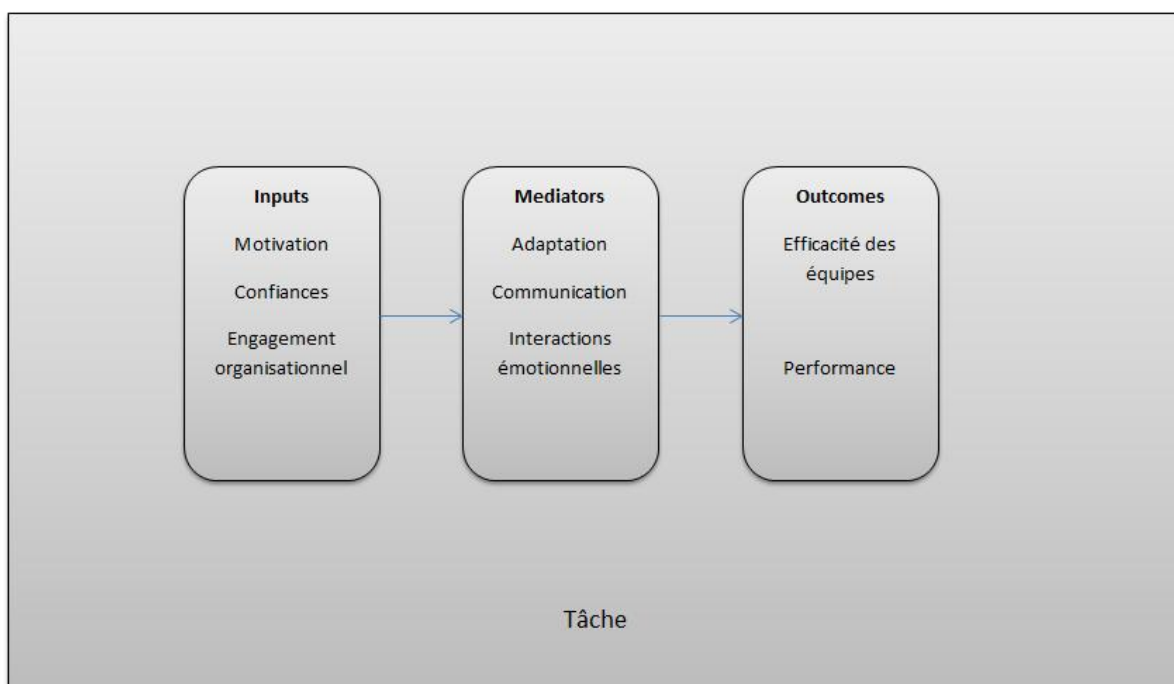 Inputs
Motivation
Confiances
Engagement
organisationnel
Mediators
Adaptation
Communication
Interactions
émotionnelles
Outcomes
Efficacité des
équipes
Performance
Tâche